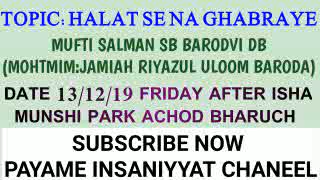 TOPIC: HALAT SE NA GHABRAYE
MUFTI SALMAN SB BARODVI DB
(MOHTMIM:JAMIAH RIYAZUL ULOOM BARODA)
DATE 13/12/19 FRIDAY AFTER ISHA
MUNSHI PARK ACHOD BHARUCH
SUBSCRIBE NOW
PAYAME INSANIYYAT CHANEEL